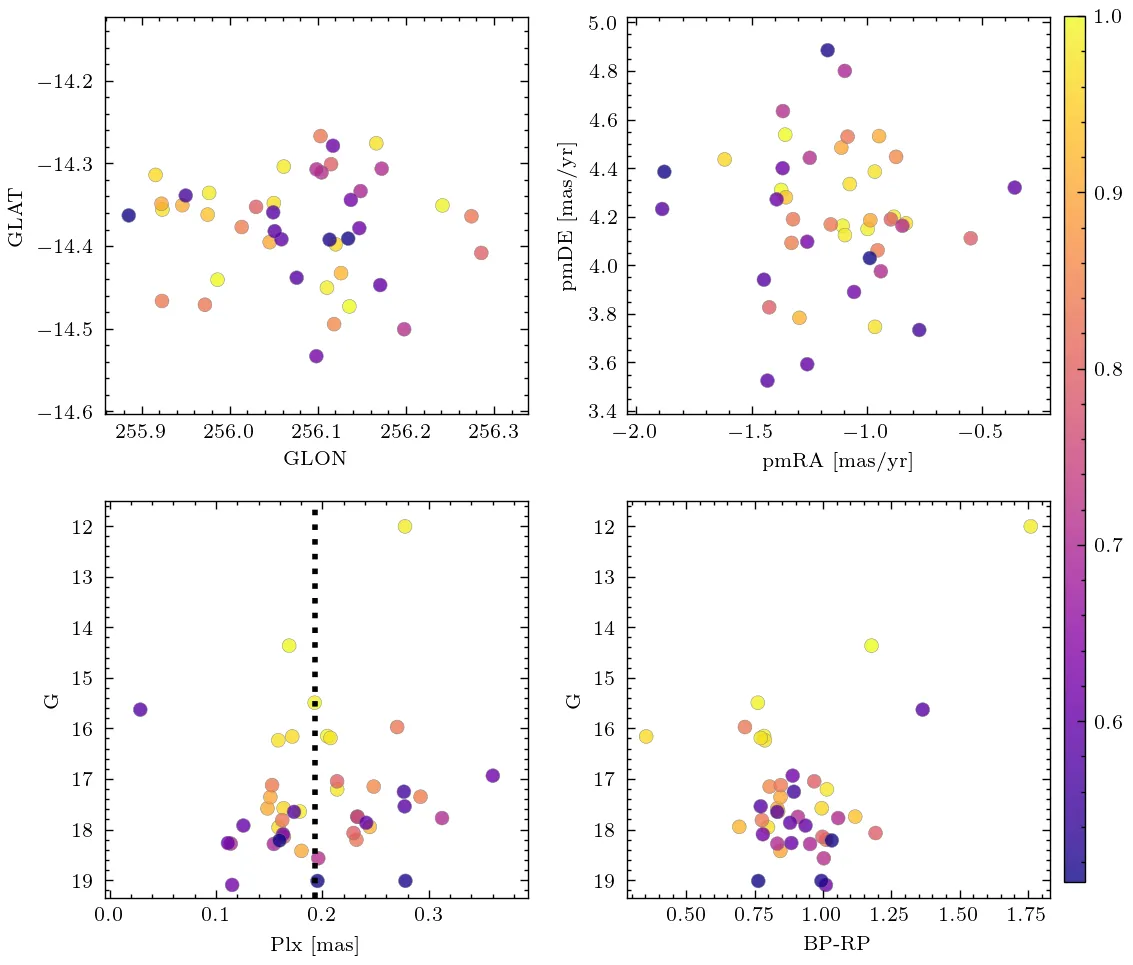 −14.2
−14.3
−14.4
−14.5
−14.6
GLAT
255.9 256.0 256.1 256.2 256.3
GLON
5.0
4.8
4.6
4.4
4.2
4.0
3.8
3.6
3.4
pmDE [mas/yr]
−2.0 −1.5 −1.0 −0.5
pmRA [mas/yr]
1.0
0.9
0.8
0.7
0.6
12
13
14
15
16
17
18
19
G
0.0 0.1 0.2 0.3
Plx [mas]
12
13
14
15
16
17
18
19
G
0.50 0.75 1.00 1.25 1.50 1.75
BP-RP